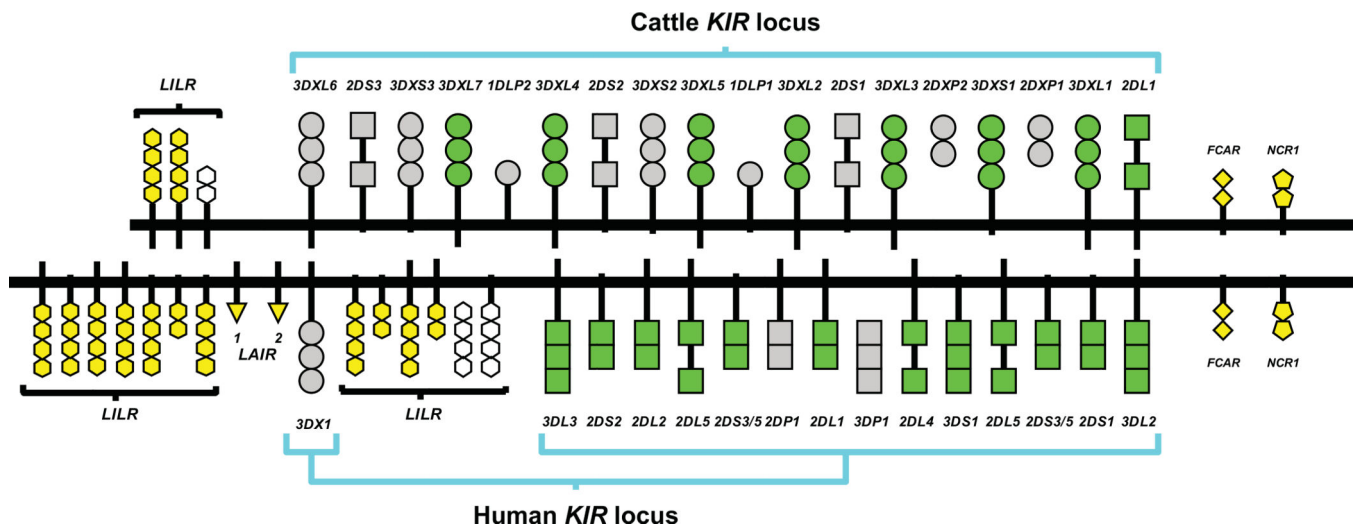 Cattle KIR locus
3DXL6 2DS3 3DXS3 3DXL7 1DLP2 3DXL4 2DS2 3DXS2 3DXL5 1DLP1 3DXL2 2DS1 3DXL3 2DXP2 3DXS1 2DXP1 3DXL1 2DL1
LILR
FCAR NCR1
1 2
LAIR
FCAR NCR1
LILR
LILR
3DX1
3DL3 2DS2 2DL2 2DL5 2DS3/5 2DP1 2DL1 3DP1 2DL4 3DS1 2DL5 2DS3/5 2DS1 3DL2
Human KIR locus